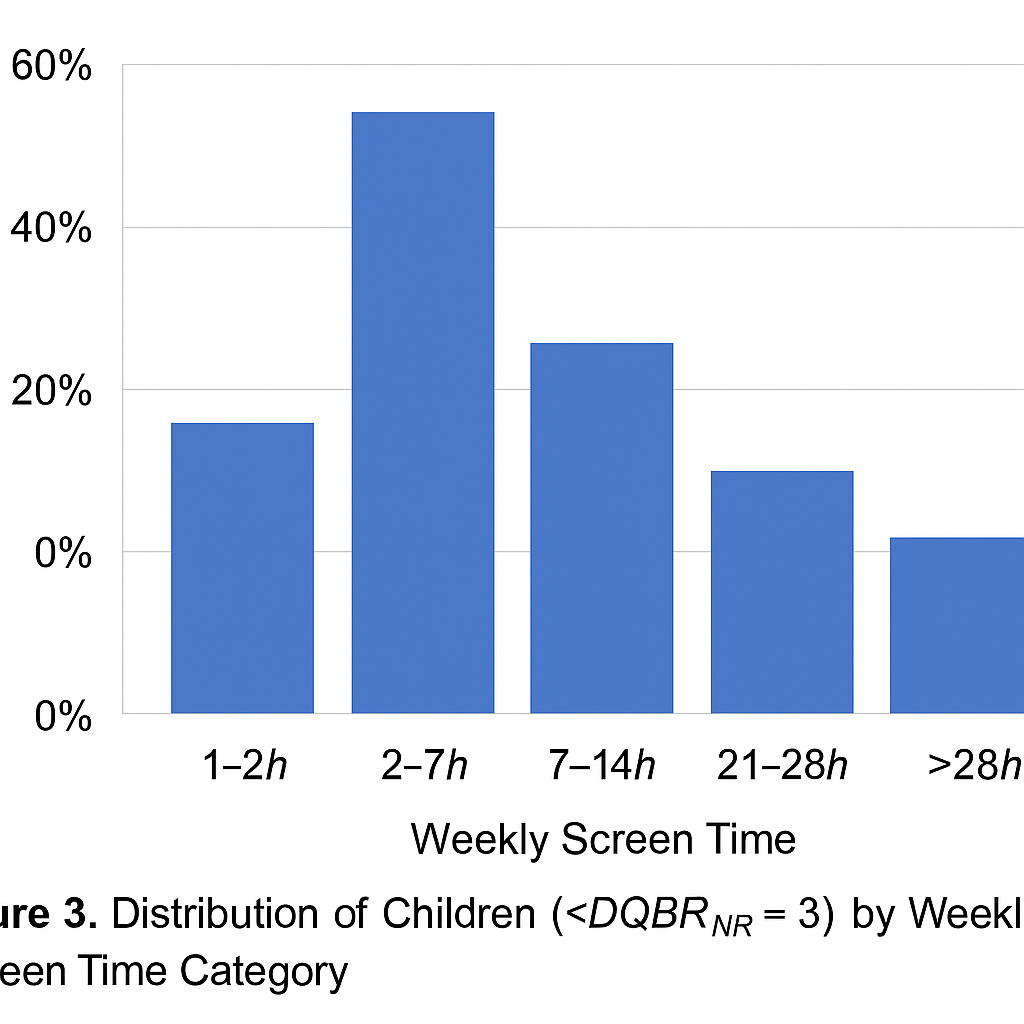 60%
40%
20%
0%
0%
1–2h
2–7h
7–14h
21–28h
>28h
Weekly Screen Time
ure 3. Distribution of Children (<DQBR_NR = 3) by Weekl
een Time Category